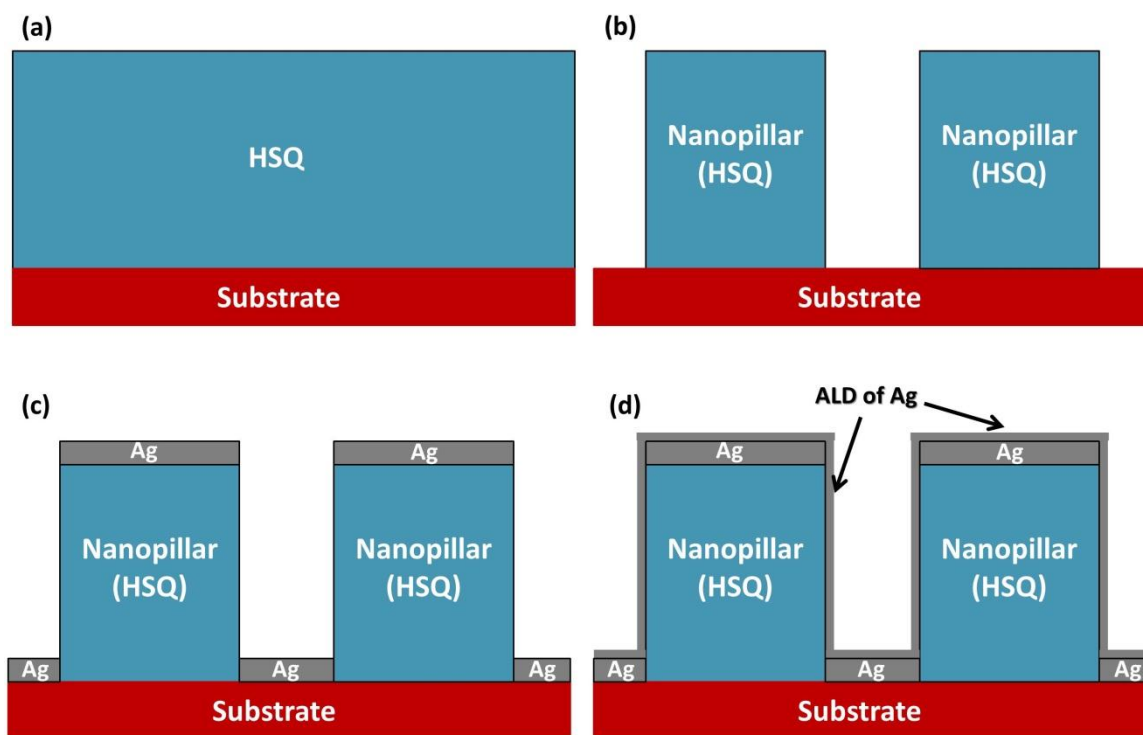 (a)
HSQ
Substrate
(b)
Nanopillar
(HSQ)
Nanopillar
(HSQ)
Substrate
(c)
Ag
Ag
Nanopillar
(HSQ)
Nanopillar
(HSQ)
Ag
Ag
Ag
Substrate
(d)
ALD of Ag
Ag
Ag
Nanopillar
(HSQ)
Nanopillar
(HSQ)
Ag
Ag
Ag
Substrate